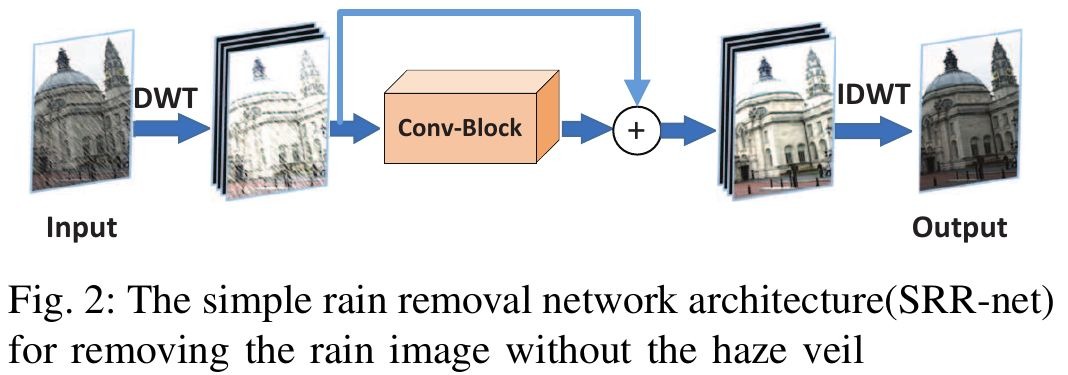 DWT
IDWT
Conv-Block
+
Input
Output
Fig. 2: The simple rain removal network architecture(SRR-net)
for removing the rain image without the haze veil